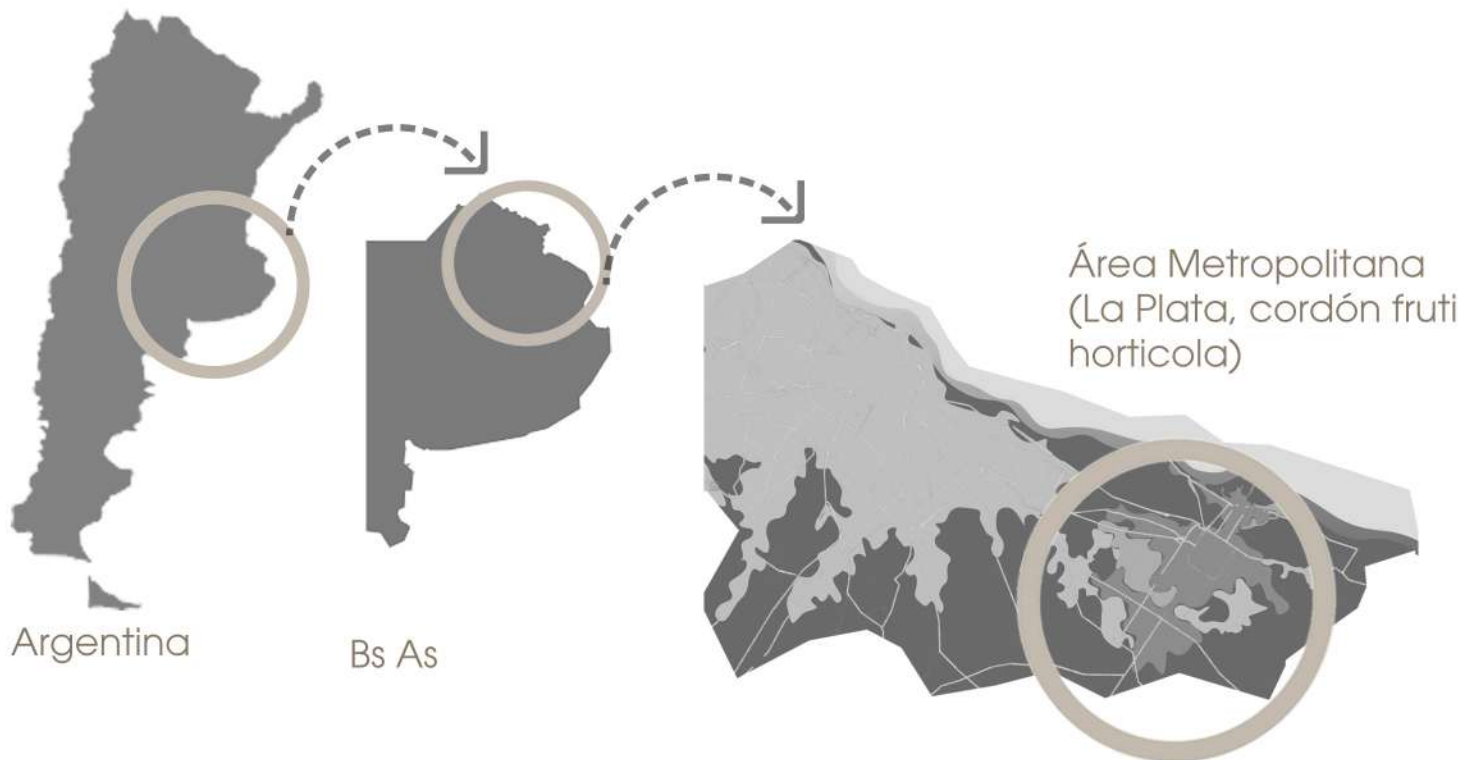 Argentina
Bs As
Área Metropolitana
(La Plata, cordón fruti
horticola)